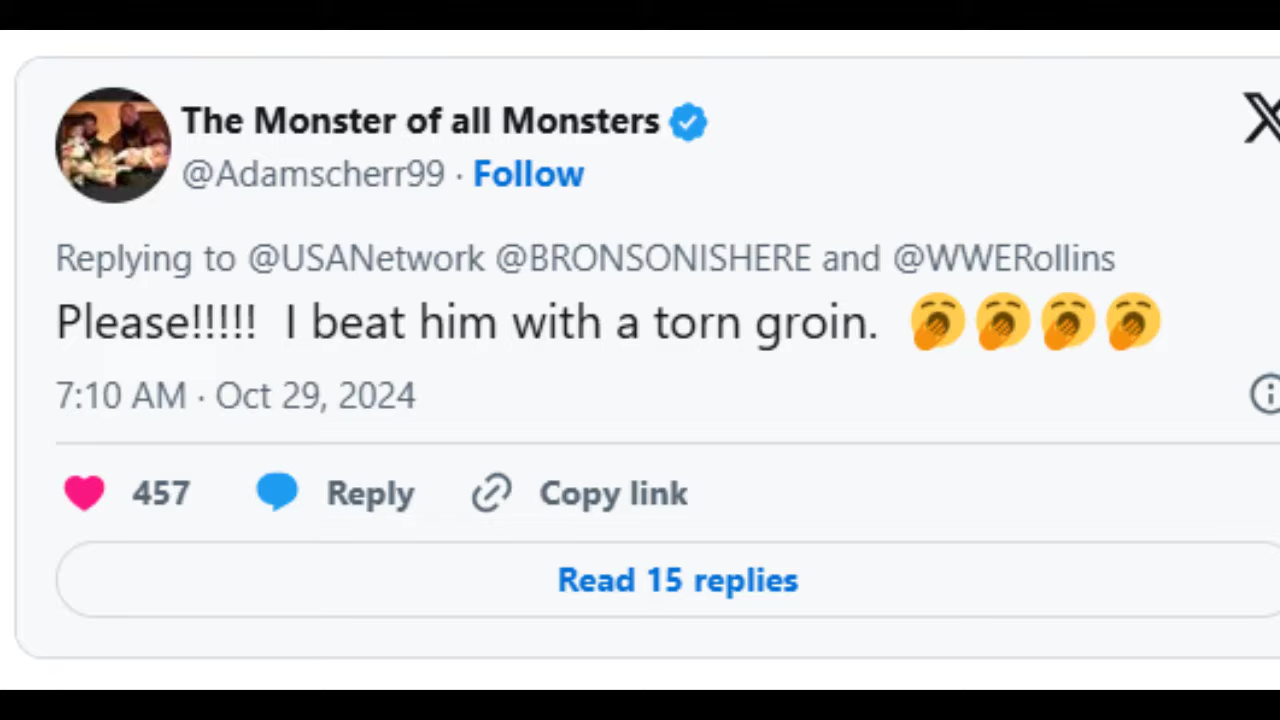 The Monster of all Monsters
@Adamscherr99 · Follow
Replying to @USANetwork @BRONSONISHERE and @WWERollins
Please!!!!!  I beat him with a torn groin. 🥱🥱🥱🥱
7:10 AM · Oct 29, 2024
457 Reply Copy link
Read 15 replies